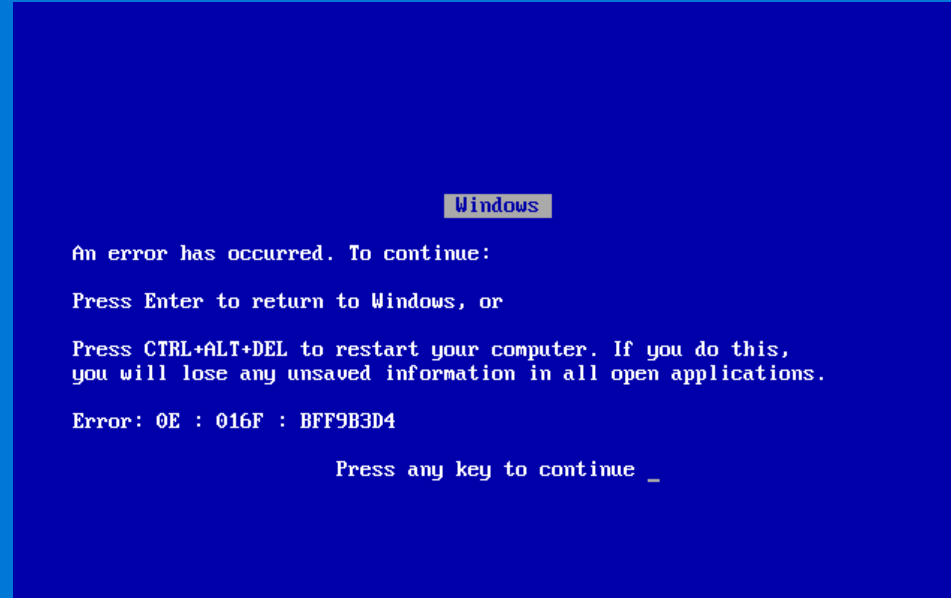 Windows
An error has occurred. To continue:
Press Enter to return to Windows, or
Press CTRL+ALT+DEL to restart your computer. If you do this,
you will lose any unsaved information in all open applications.
Error: 0E : 016F : BFF9B3D4
Press any key to continue _